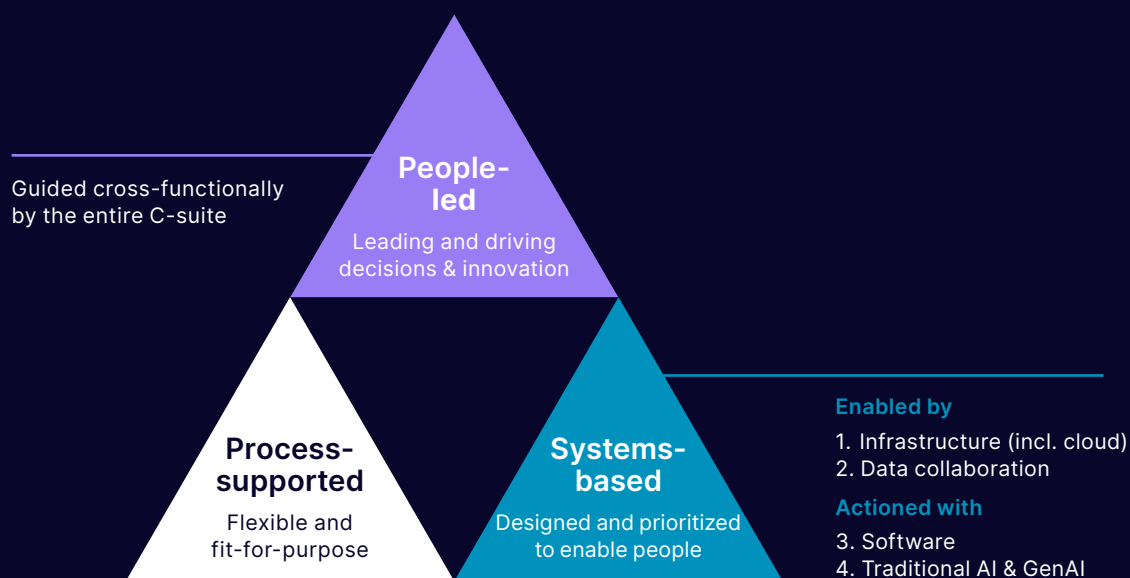 People-
led
Leading and driving
decisions & innovation
Guided cross-functionally
by the entire C-suite
Process-
supported
Flexible and
fit-for-purpose
Systems-
based
Designed and prioritized
to enable people
Enabled by
1. Infrastructure (incl. cloud)
2. Data collaboration
Actioned with
3. Software
4. Traditional AI & GenAI